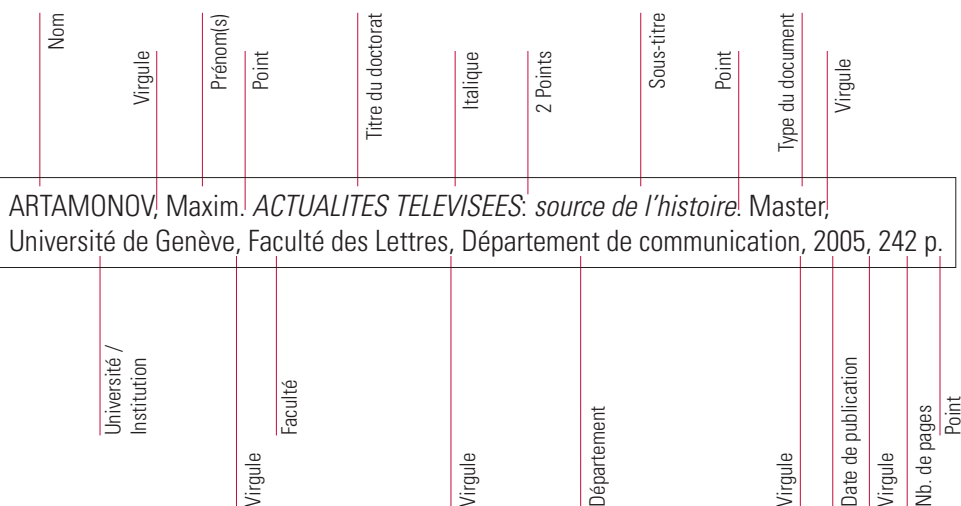 Nom
Virgule
Prénom(s)
Point
Titre du doctorat
Italique
2 Points
Sous-titre
Point
Type du document
Virgule
ARTAMONOV, Maxim. ACTUALITES TELEVISEES: source de l'histoire. Master,
Université de Genève, Faculté des Lettres, Département de communication, 2005, 242 p.
Université /
Institution
Virgule
Faculté
Virgule
Département
Virgule
Date de publication
Virgule
Nb. de pages
Point